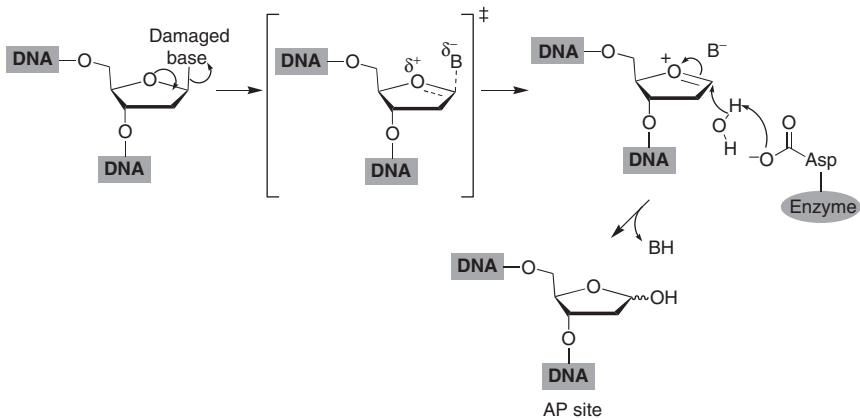 Damaged
base
DNA
O
O
O
DNA
δ+
δ−
B
DNA
O
O
O
DNA
‡
DNA
O
+
O
B−
O
DNA
H
O
H
O
−O
Asp
Enzyme
BH
DNA
O
O
OH
O
DNA
AP site